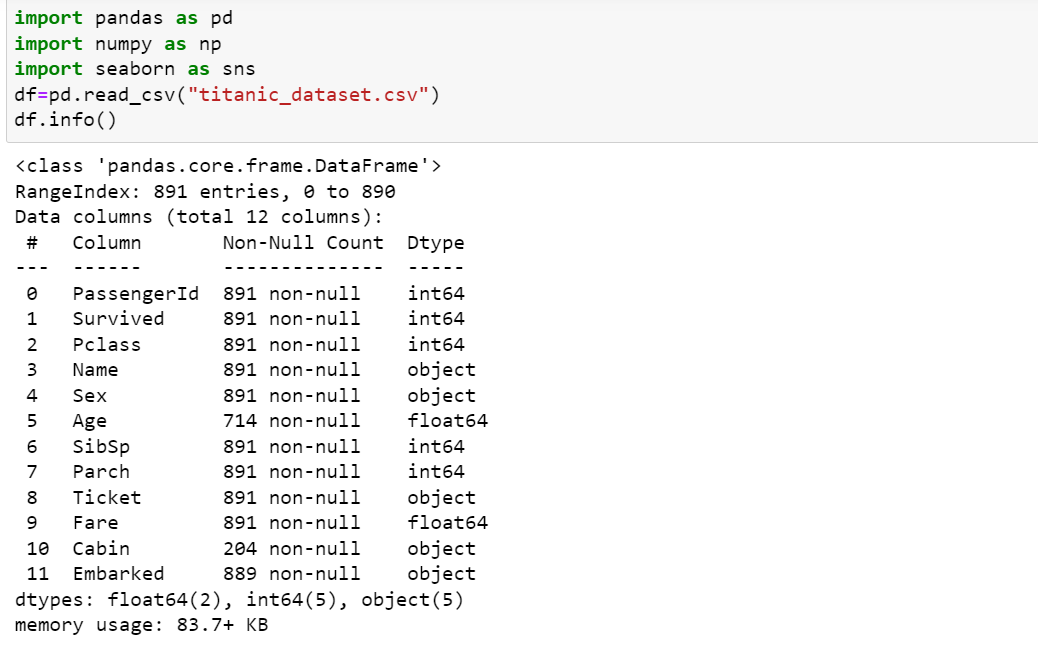 import pandas as pd
import numpy as np
import seaborn as sns
df=pd.read_csv("titanic_dataset.csv")
df.info()
<class 'pandas.core.frame.DataFrame'>
RangeIndex: 891 entries, 0 to 890
Data columns (total 12 columns):
 #   Column       Non-Null Count  Dtype
---  ------       --------------  -----
 0   PassengerId  891 non-null    int64
 1   Survived     891 non-null    int64
 2   Pclass       891 non-null    int64
 3   Name         891 non-null    object
 4   Sex          891 non-null    object
 5   Age          714 non-null    float64
 6   SibSp        891 non-null    int64
 7   Parch        891 non-null    int64
 8   Ticket       891 non-null    object
 9   Fare         891 non-null    float64
 10  Cabin        204 non-null    object
 11  Embarked     889 non-null    object
dtypes: float64(2), int64(5), object(5)
memory usage: 83.7+ KB